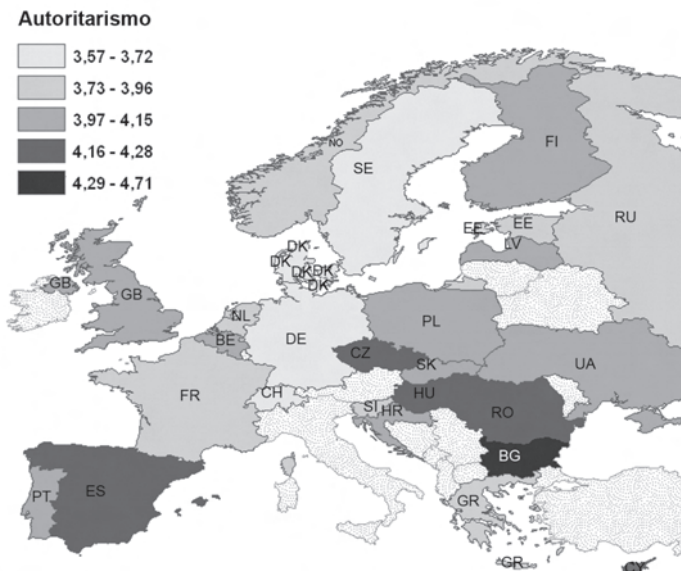 Autoritarismo
3,57 - 3,72
3,73 - 3,96
3,97 - 4,15
4,16 - 4,28
4,29 - 4,71
NO
SE
FI
RU
EE
EE
LV
DK
DK
DK
DK
DK
GB
GB
NL
BE
DE
PL
CZ
SK
UA
FR
CH
HU
RO
SI
HR
BG
PT
ES
GR
GR
CY